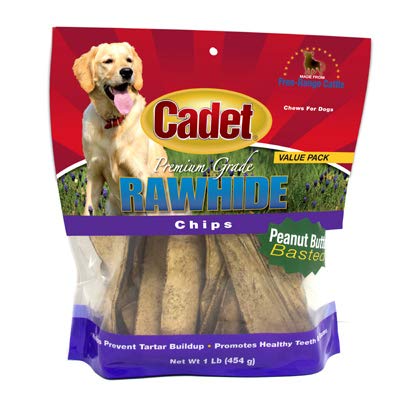 MADE FROM
Free-Range Cattle
Chews For Dogs
Cadet®
Premium Grade
VALUE PACK
RAWHIDE
Chips
Peanut Butt
Basted
Prevent Tartar Buildup • Promotes Healthy Teeth
Net Wt 1 Lb (454 g)